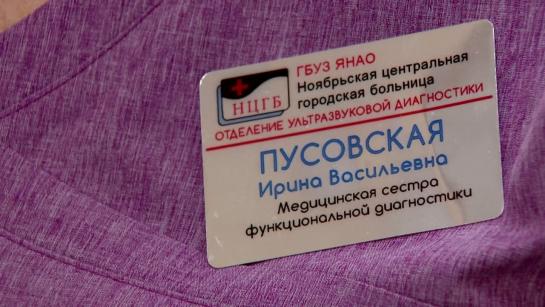 ГБУЗ ЯНАО
Ноябрьская центральная
городская больница
НЦГБ
ОТДЕЛЕНИЕ УЛЬТРАЗВУКОВОЙ ДИАГНОСТИКИ
ПУСОВСКАЯ
Ирина Васильевна
Медицинская сестра
функциональной диагностики